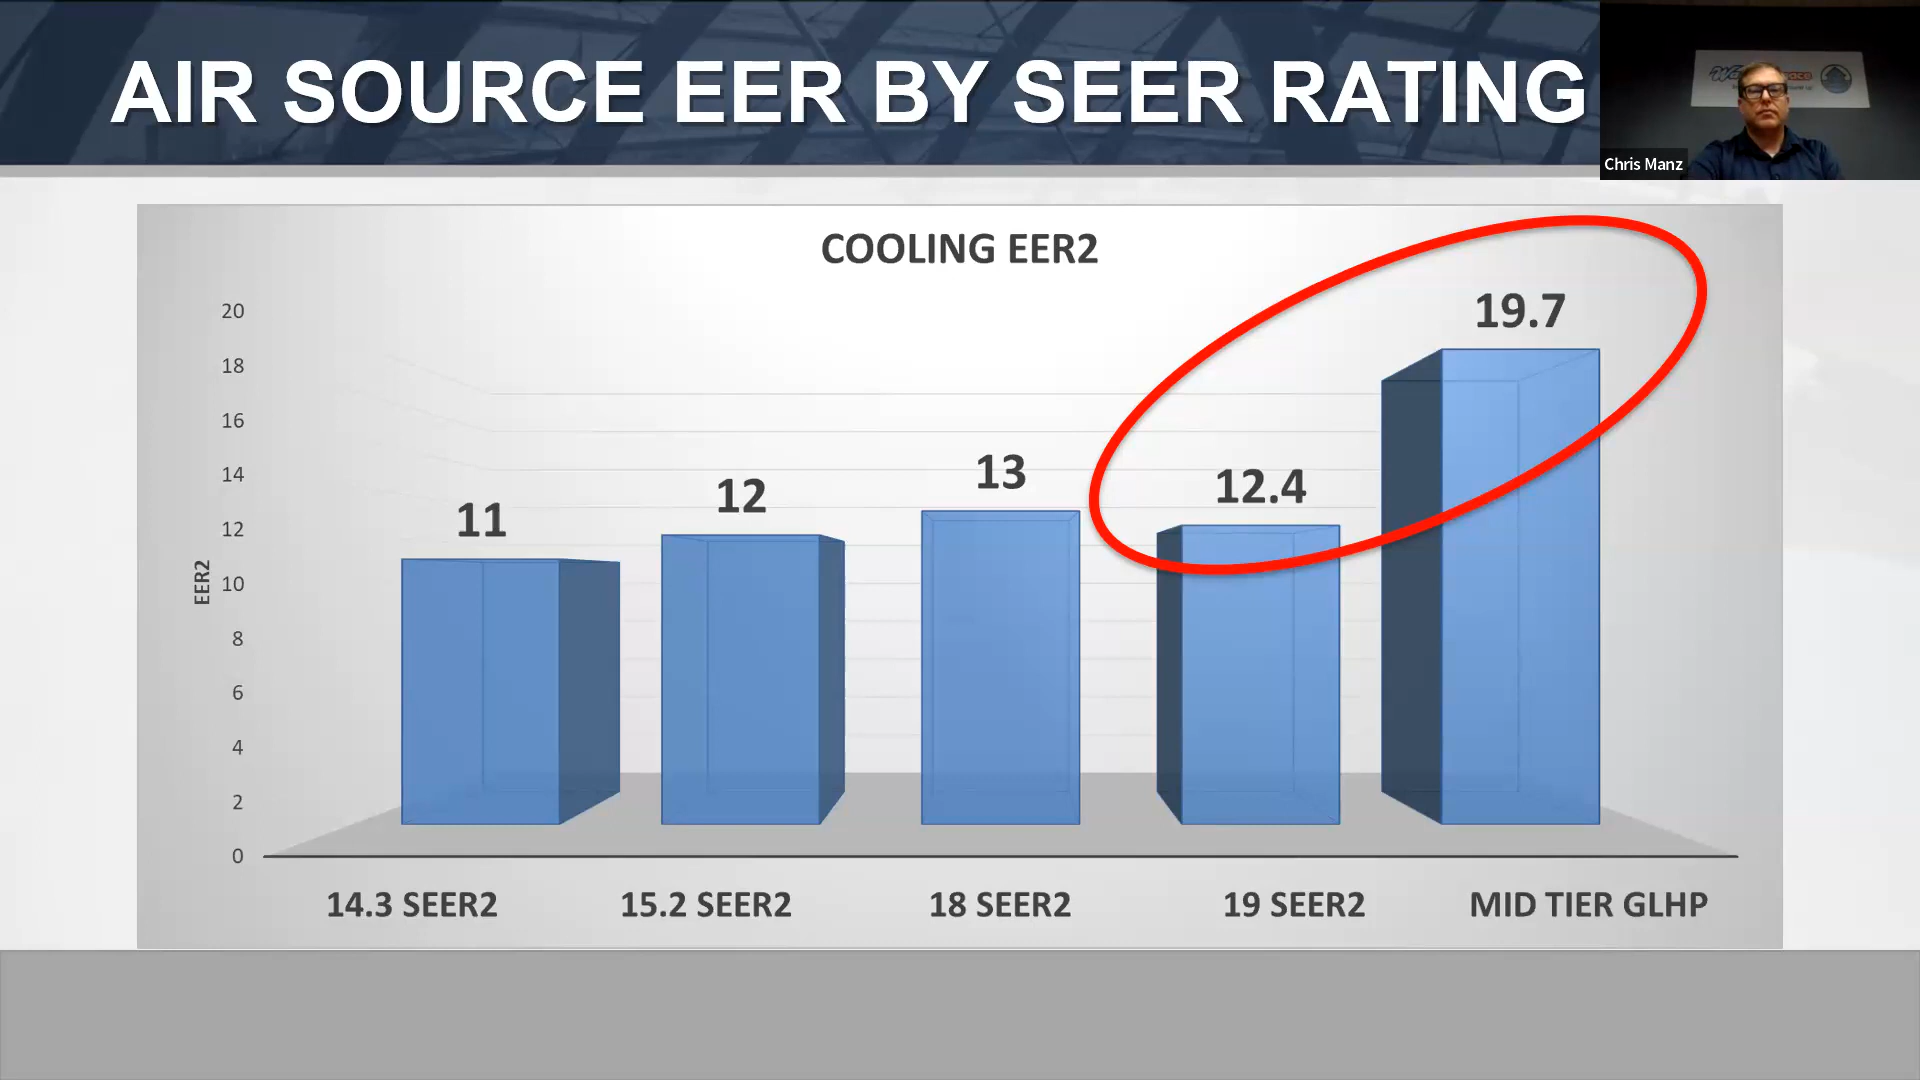 AIR SOURCE EER BY SEER RATING
Chris Manz
COOLING EER2
20
18
16
14
12
10
8
6
4
2
0
EER2
11
12
13
12.4
19.7
14.3 SEER2
15.2 SEER2
18 SEER2
19 SEER2
MID TIER GLHP